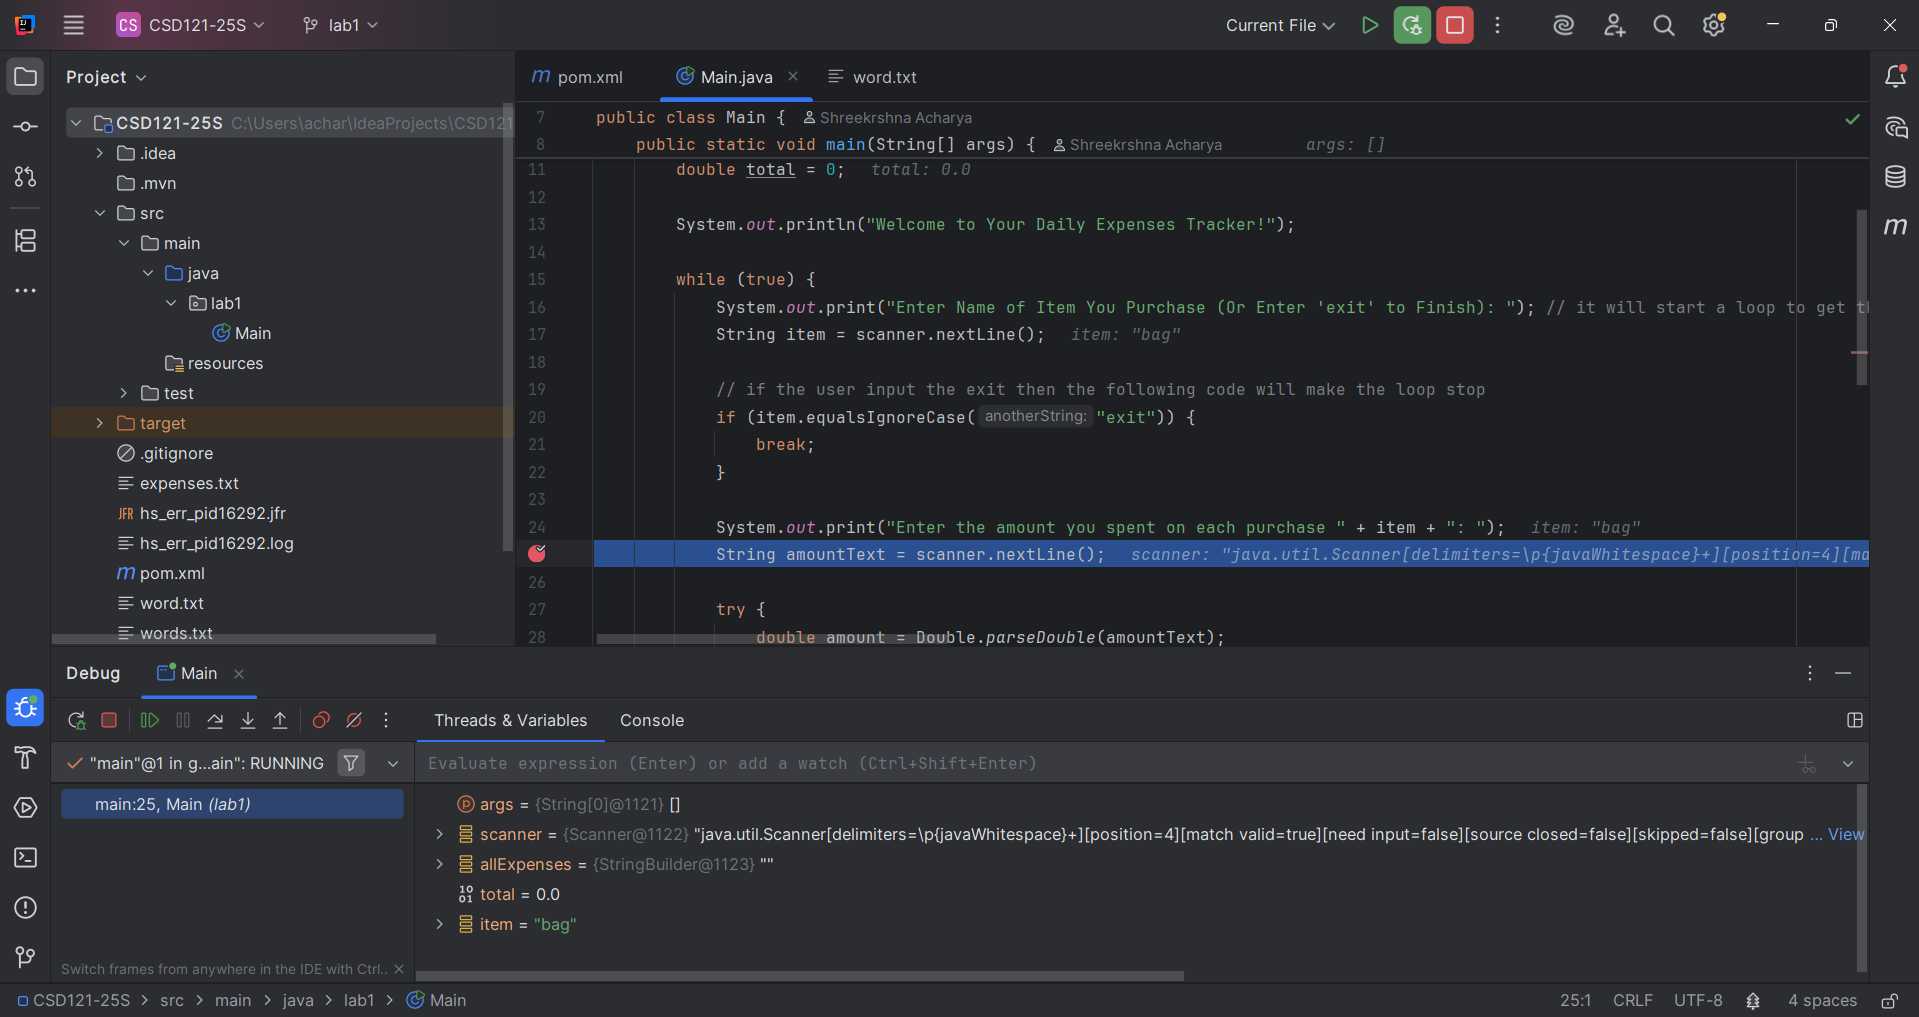 CS CSD121-25S lab1 Current File
Project
CSD121-25S C:\Users\achar\IdeaProjects\CSD121
.idea
.mvn
src
main
java
lab1
Main
resources
test
target
.gitignore
expenses.txt
JFR hs_err_pid16292.jfr
hs_err_pid16292.log
m pom.xml
word.txt
words.txt
m pom.xml Main.java word.txt
7 public class Main { Shreekrshna Acharya
8 public static void main(String[] args) { Shreekrshna Acharya args: []
11 double total = 0; total: 0.0
12
13 System.out.println("Welcome to Your Daily Expenses Tracker!");
14
15 while (true) {
16 System.out.print("Enter Name of Item You Purchase (Or Enter 'exit' to Finish): "); // it will start a loop to get
17 String item = scanner.nextLine(); item: "bag"
18
19 // if the user input the exit then the following code will make the loop stop
20 if (item.equalsIgnoreCase( anotherString: "exit")) {
21 break;
22 }
23
24 System.out.print("Enter the amount you spent on each purchase " + item + ": "); item: "bag"
String amountText = scanner.nextLine(); scanner: "java.util.Scanner[delimiters=\p{javaWhitespace}+][position=4][ma
26
27 try {
28 double amount = Double.parseDouble(amountText);
m
Debug Main
Threads & Variables Console
"main"@1 in g...ain": RUNNING
Evaluate expression (Enter) or add a watch (Ctrl+Shift+Enter)
main:25, Main (lab1)
args = {String[0]@1121} []
scanner = {Scanner@1122} "java.util.Scanner[delimiters=\p{javaWhitespace}+][position=4][match valid=true][need input=false][source closed=false][skipped=false][group ... View
allExpenses = {StringBuilder@1123} ""
total = 0.0
item = "bag"
Switch frames from anywhere in the IDE with Ctrl..
CSD121-25S > src > main > java > lab1 > Main 25:1 CRLF UTF-8 4 spaces